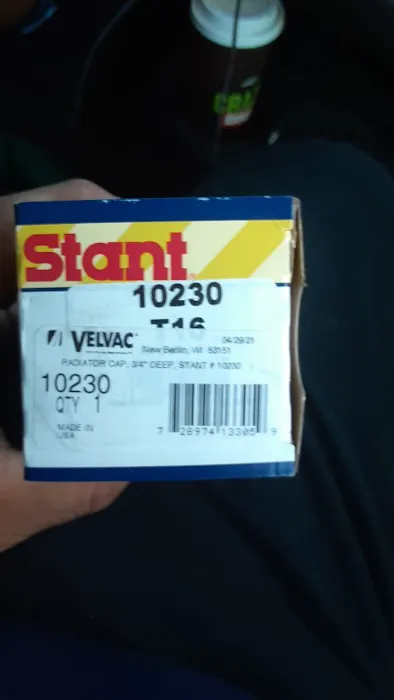 Stant
10230
T16
VELVAC
04/29/21
New Berlin, WI 53151
RADIATOR CAP, 3/4" DEEP, STANT # 10230
10230
QTY 1
MADE IN
USA
7 28974 13305 9